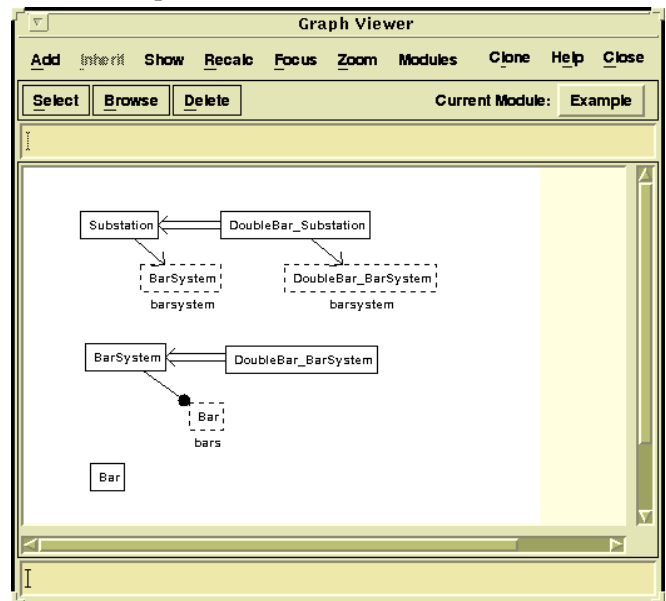 Graph Viewer
Add Inherit Show Recalc Focus Zoom Modules Clone Help Close
Select Browse Delete Current Module: Example
Substation DoubleBar_Substation
BarSystem DoubleBar_BarSystem
barsystem barsystem
BarSystem DoubleBar_BarSystem
Bar
bars
Bar